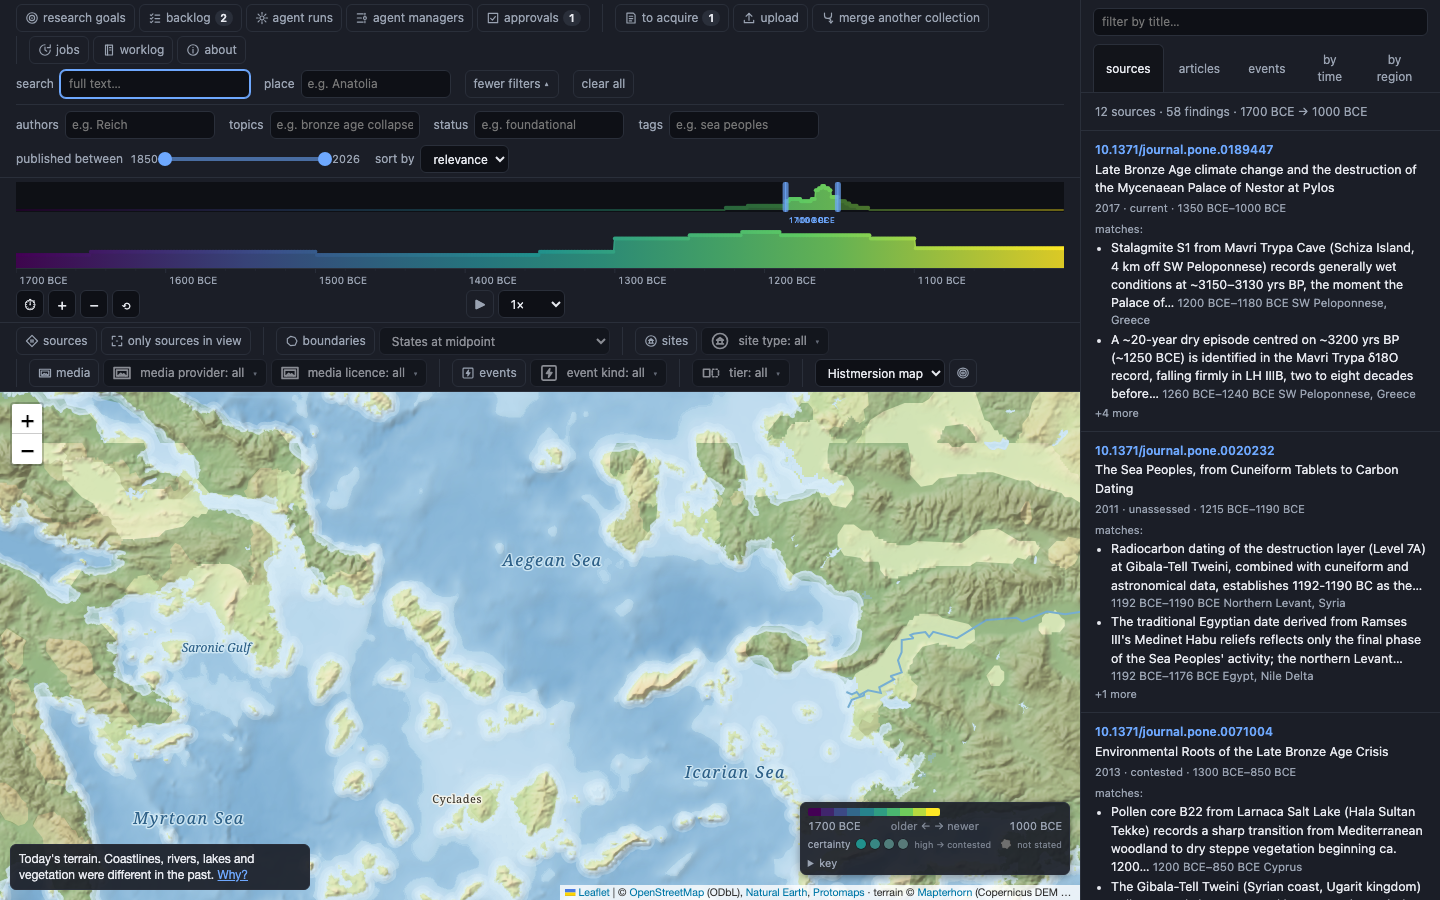 research goals
backlog 2
agent runs
agent managers
approvals 1
to acquire 1
upload
merge another collection
jobs
worklog
about
search full text...
place e.g. Anatolia
fewer filters
clear all
authors e.g. Reich
topics e.g. bronze age collapse
status e.g. foundational
tags e.g. sea peoples
published between 1850 2026
sort by relevance
1700 BCE
1600 BCE
1500 BCE
1400 BCE
1300 BCE
1200 BCE
1100 BCE
1×
sources
only sources in view
boundaries
States at midpoint
sites
site type: all
media
media provider: all
media licence: all
events
event kind: all
tier: all
Histmersion map
+
−
Aegean Sea
Saronic Gulf
Icarian Sea
Cyclades
Myrtoan Sea
Today's terrain. Coastlines, rivers, lakes and
vegetation were different in the past. Why?
1700 BCE older ← → newer 1000 BCE
certainty high → contested not stated
key
Leaflet | © OpenStreetMap (ODbL), Natural Earth, Protomaps · terrain © Mapterhorn (Copernicus DEM ...
filter by title...
sources
articles
events
by time
by region
12 sources · 58 findings · 1700 BCE → 1000 BCE
10.1371/journal.pone.0189447
Late Bronze Age climate change and the destruction of
the Mycenaean Palace of Nestor at Pylos
2017 · current · 1350 BCE–1000 BCE
matches:
• Stalagmite S1 from Mavri Trypa Cave (Schiza Island,
4 km off SW Peloponnese) records generally wet
conditions at ~3150–3130 yrs BP, the moment the
Palace of... 1200 BCE–1180 BCE SW Peloponnese,
Greece
• A ~20-year dry episode centred on ~3200 yrs BP
(~1250 BCE) is identified in the Mavri Trypa δ18O
record, falling firmly in LH IIIB, two to eight decades
before... 1260 BCE–1240 BCE SW Peloponnese, Greece
+4 more
10.1371/journal.pone.0020232
The Sea Peoples, from Cuneiform Tablets to Carbon
Dating
2011 · unassessed · 1215 BCE–1190 BCE
matches:
• Radiocarbon dating of the destruction layer (Level 7A)
at Gibala-Tell Tweini, combined with cuneiform and
astronomical data, establishes 1192-1190 BC as the...
1192 BCE–1190 BCE Northern Levant, Syria
• The traditional Egyptian date derived from Ramses
III's Medinet Habu reliefs reflects only the final phase
of the Sea Peoples' activity; the northern Levant...
1192 BCE–1176 BCE Egypt, Nile Delta
+1 more
10.1371/journal.pone.0071004
Environmental Roots of the Late Bronze Age Crisis
2013 · contested · 1300 BCE–850 BCE
matches:
• Pollen core B22 from Larnaca Salt Lake (Hala Sultan
Tekke) records a sharp transition from Mediterranean
woodland to dry steppe vegetation beginning ca.
1200... 1200 BCE–850 BCE Cyprus
• The Gibala-Tell Tweini (Syrian coast, Ugarit kingdom)